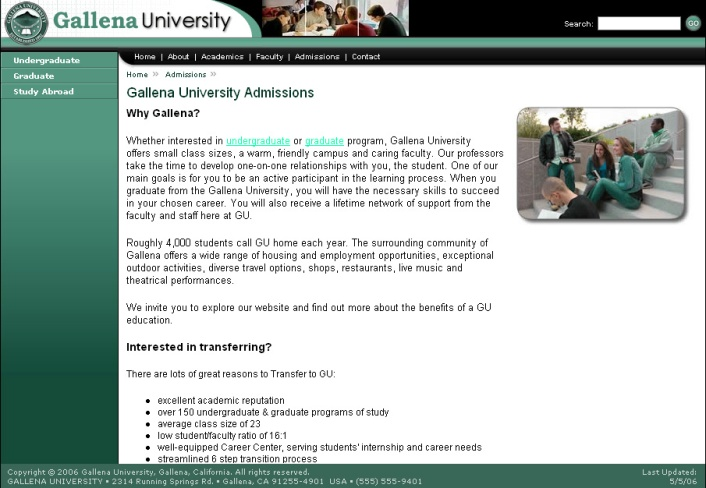 Gallena University
Search:
GO
Home | About | Academics | Faculty | Admissions | Contact
Undergraduate
Graduate
Study Abroad
Home » Admissions »
Gallena University Admissions
Why Gallena?
Whether interested in undergraduate or graduate program, Gallena University
offers small class sizes, a warm, friendly campus and caring faculty. Our professors
take the time to develop one-on-one relationships with you, the student. One of our
main goals is for you to be an active participant in the learning process. When you
graduate from the Gallena University, you will have the necessary skills to succeed
in your chosen career. You will also receive a lifetime network of support from the
faculty and staff here at GU.
Roughly 4,000 students call GU home each year. The surrounding community of
Gallena offers a wide range of housing and employment opportunities, exceptional
outdoor activities, diverse travel options, shops, restaurants, live music and
theatrical performances.
We invite you to explore our website and find out more about the benefits of a GU
education.
Interested in transferring?
There are lots of great reasons to Transfer to GU:
• excellent academic reputation
• over 150 undergraduate & graduate programs of study
• average class size of 23
• low student/faculty ratio of 16:1
• well-equipped Career Center, serving students' internship and career needs
• streamlined 6 step transition process
Copyright © 2006 Gallena University, Gallena, California. All rights reserved.
GALLENA UNIVERSITY • 2314 Running Springs Rd. • Gallena, CA 91255-4901 USA • (555) 555-9401
Last Updated:
5/5/06